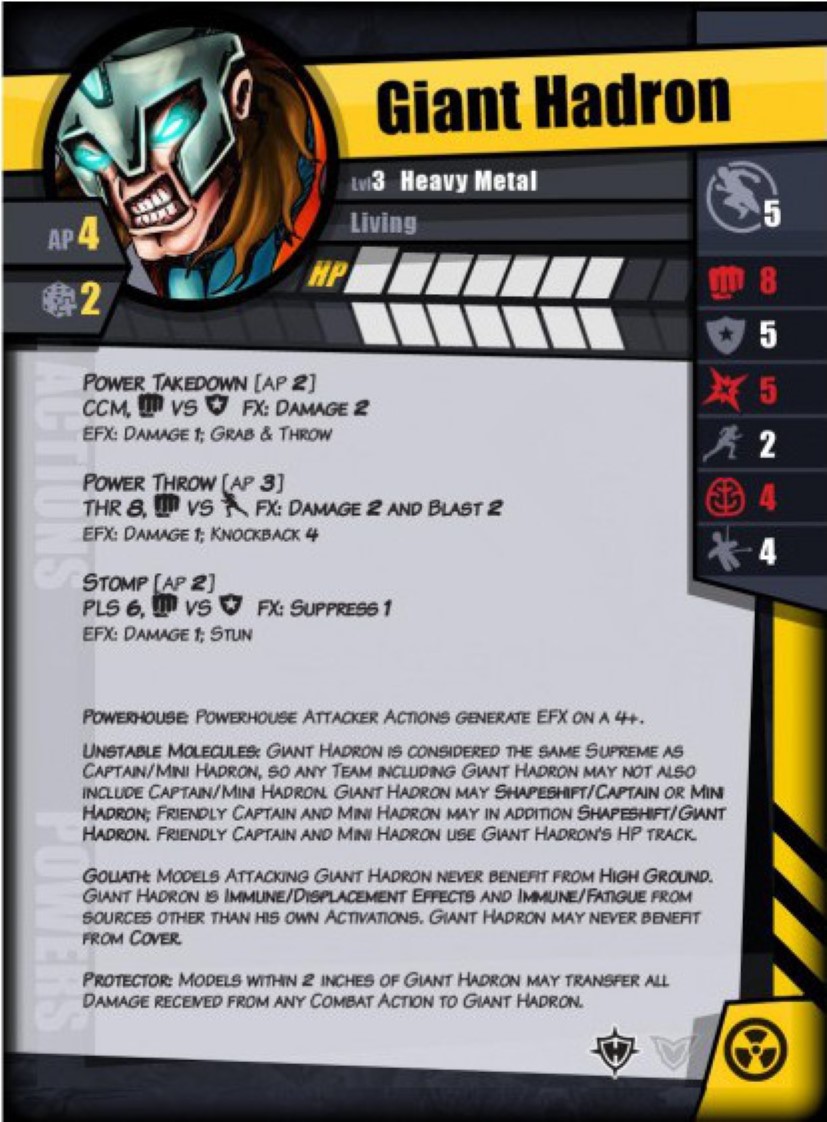 Giant Hadron
Lvl3 Heavy Metal
Living
AP 4
HP
2
5
8
5
5
2
4
4
ACTIONS
POWER TAKEDOWN [AP 2]
CCM, VS FX: DAMAGE 2
EFX: DAMAGE 1; GRAB & THROW
POWER THROW [AP 3]
THR 8, VS FX: DAMAGE 2 AND BLAST 2
EFX: DAMAGE 1; KNOCKBACK 4
STOMP [AP 2]
PLS 6, VS FX: SUPPRESS 1
EFX: DAMAGE 1; STUN
POWERS
POWERHOUSE: POWERHOUSE ATTACKER ACTIONS GENERATE EFX ON A 4+.
UNSTABLE MOLECULES: GIANT HADRON IS CONSIDERED THE SAME SUPREME AS
CAPTAIN/MINI HADRON, SO ANY TEAM INCLUDING GIANT HADRON MAY NOT ALSO
INCLUDE CAPTAIN/MINI HADRON. GIANT HADRON MAY SHAPESHIFT/CAPTAIN OR MINI
HADRON; FRIENDLY CAPTAIN AND MINI HADRON MAY IN ADDITION SHAPESHIFT/GIANT
HADRON. FRIENDLY CAPTAIN AND MINI HADRON USE GIANT HADRON'S HP TRACK.
GOLIATH: MODELS ATTACKING GIANT HADRON NEVER BENEFIT FROM HIGH GROUND.
GIANT HADRON IS IMMUNE/DISPLACEMENT EFFECTS AND IMMUNE/FATIGUE FROM
SOURCES OTHER THAN HIS OWN ACTIVATIONS. GIANT HADRON MAY NEVER BENEFIT
FROM COVER.
PROTECTOR: MODELS WITHIN 2 INCHES OF GIANT HADRON MAY TRANSFER ALL
DAMAGE RECEIVED FROM ANY COMBAT ACTION TO GIANT HADRON.